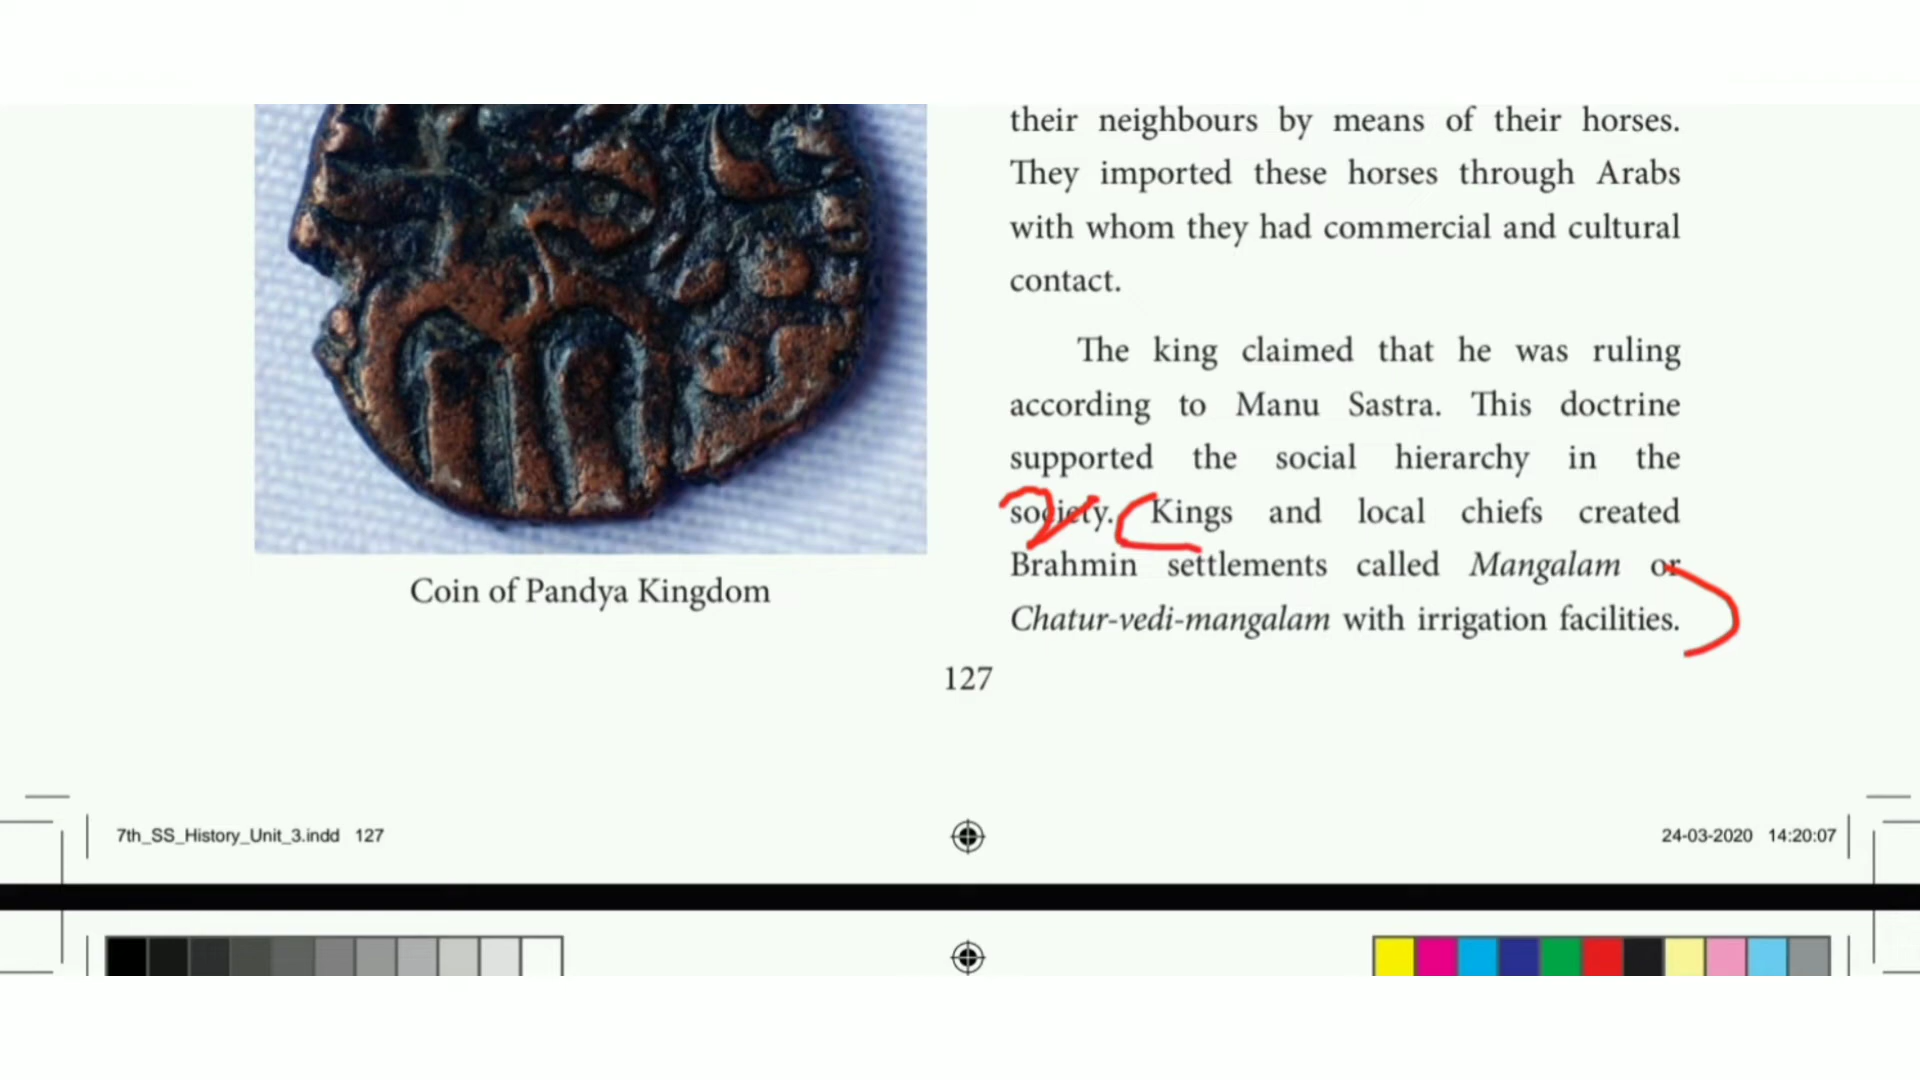 their neighbours by means of their horses.
They imported these horses through Arabs
with whom they had commercial and cultural
contact.
The king claimed that he was ruling
according to Manu Sastra. This doctrine
supported the social hierarchy in the
society. Kings and local chiefs created
Brahmin settlements called Mangalam or
Chatur-vedi-mangalam with irrigation facilities.
Coin of Pandya Kingdom
127
7th_SS_History_Unit_3.indd 127
24-03-2020 14:20:07